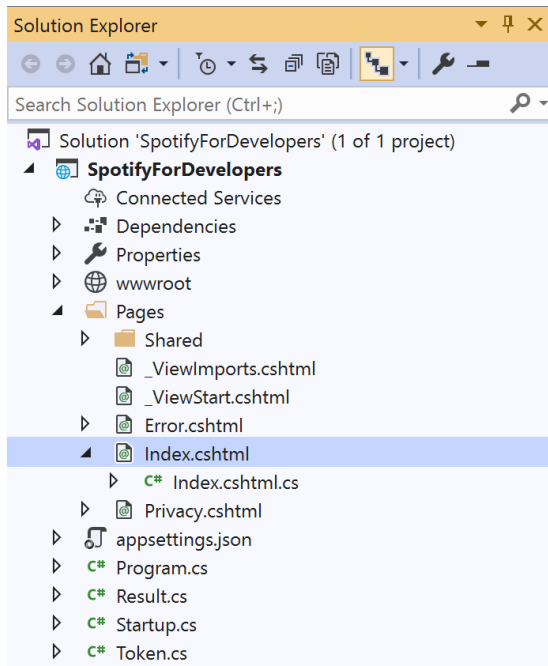 Solution Explorer
Search Solution Explorer (Ctrl+;)
Solution 'SpotifyForDevelopers' (1 of 1 project)
SpotifyForDevelopers
Connected Services
Dependencies
Properties
wwwroot
Pages
Shared
_ViewImports.cshtml
_ViewStart.cshtml
Error.cshtml
Index.cshtml
C# Index.cshtml.cs
Privacy.cshtml
appsettings.json
C# Program.cs
C# Result.cs
C# Startup.cs
C# Token.cs